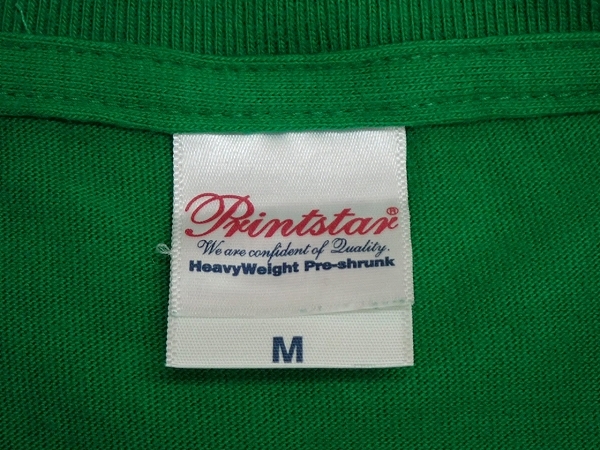 Printstar®
We are confident of Quality.
HeavyWeight Pre-shrunk
M